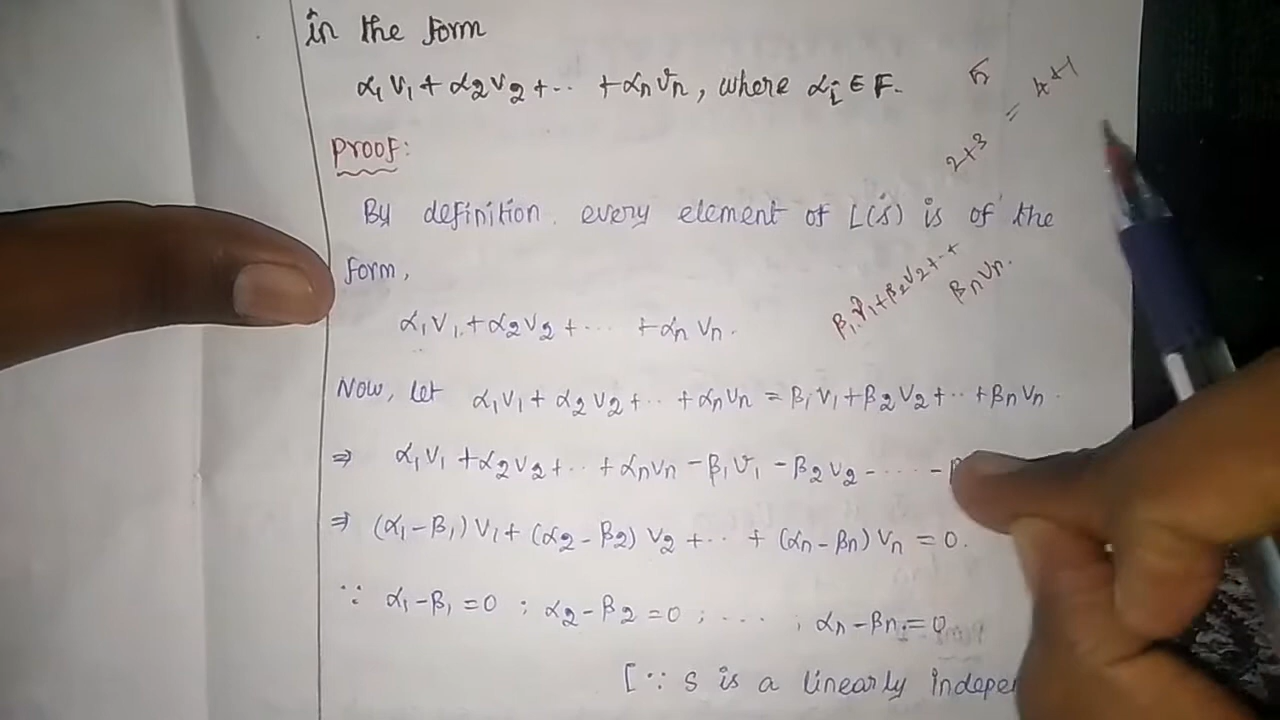 in the form
α₁v₁ + α₂v₂ + ·· + αₙvₙ, where αᵢ ∈ F.
5
2+3 = 4+1
Proof:
By definition. every element of L(S) is of the
form,
β₁v₁+β₂v₂+··+
βₙvₙ.
α₁v₁ + α₂v₂ + ···· + αₙvₙ.
Now, let α₁v₁ + α₂v₂ + ·· + αₙvₙ = β₁v₁ + β₂v₂ + ·· + βₙvₙ.
⇒ α₁v₁ + α₂v₂ + ·· + αₙvₙ - β₁v₁ - β₂v₂ - ····· -
⇒ (α₁-β₁)v₁ + (α₂-β₂)v₂ + ··· + (αₙ-βₙ)vₙ = 0.
∵ α₁-β₁=0 ; α₂-β₂=0 ; ···· , αₙ-βₙ=0
[∵ S is a linearly